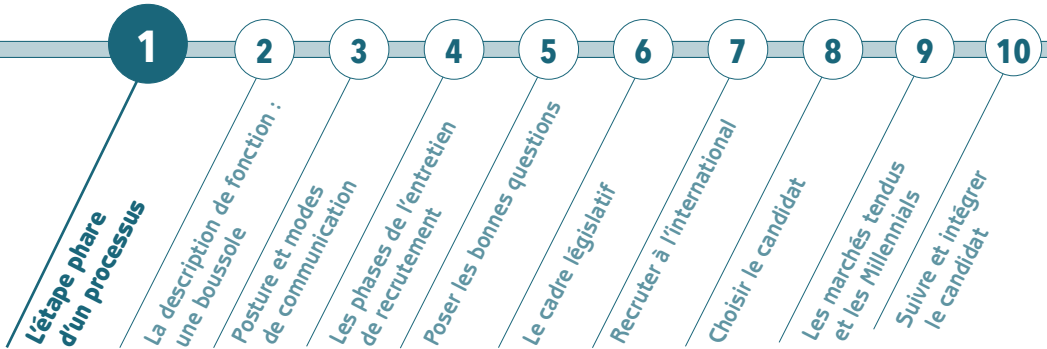 1
L'étape phare
d'un processus
2
La description de fonction :
une boussole
3
Posture et modes
de communication
4
Les phases de l'entretien
de recrutement
5
Poser les bonnes questions
6
Le cadre législatif
7
Recruter à l'international
8
Choisir le candidat
9
Les marchés tendus
et les Millennials
10
Suivre et intégrer
le candidat